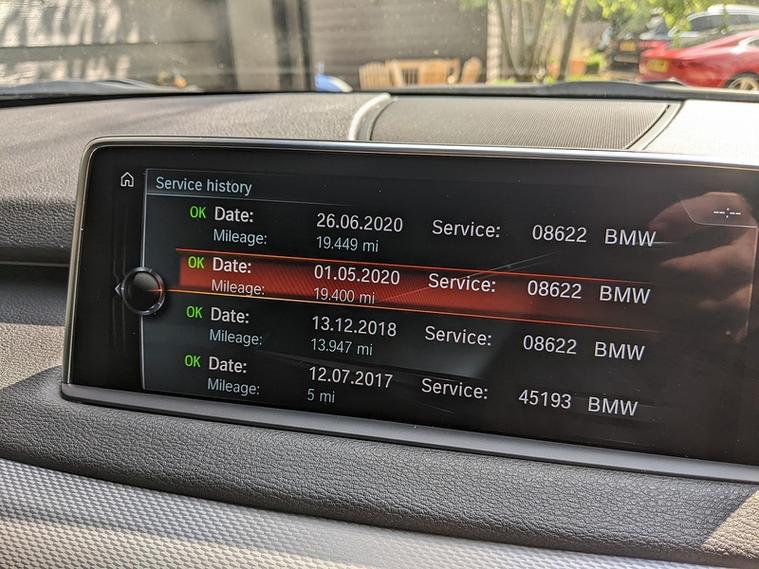 Service history
OK Date: 26.06.2020 Service: 08622 BMW
Mileage: 19.449 mi
OK Date: 01.05.2020 Service: 08622 BMW
Mileage: 19.400 mi
OK Date: 13.12.2018 Service: 08622 BMW
Mileage: 13.947 mi
OK Date: 12.07.2017 Service: 45193 BMW
Mileage: 5 mi
--:--